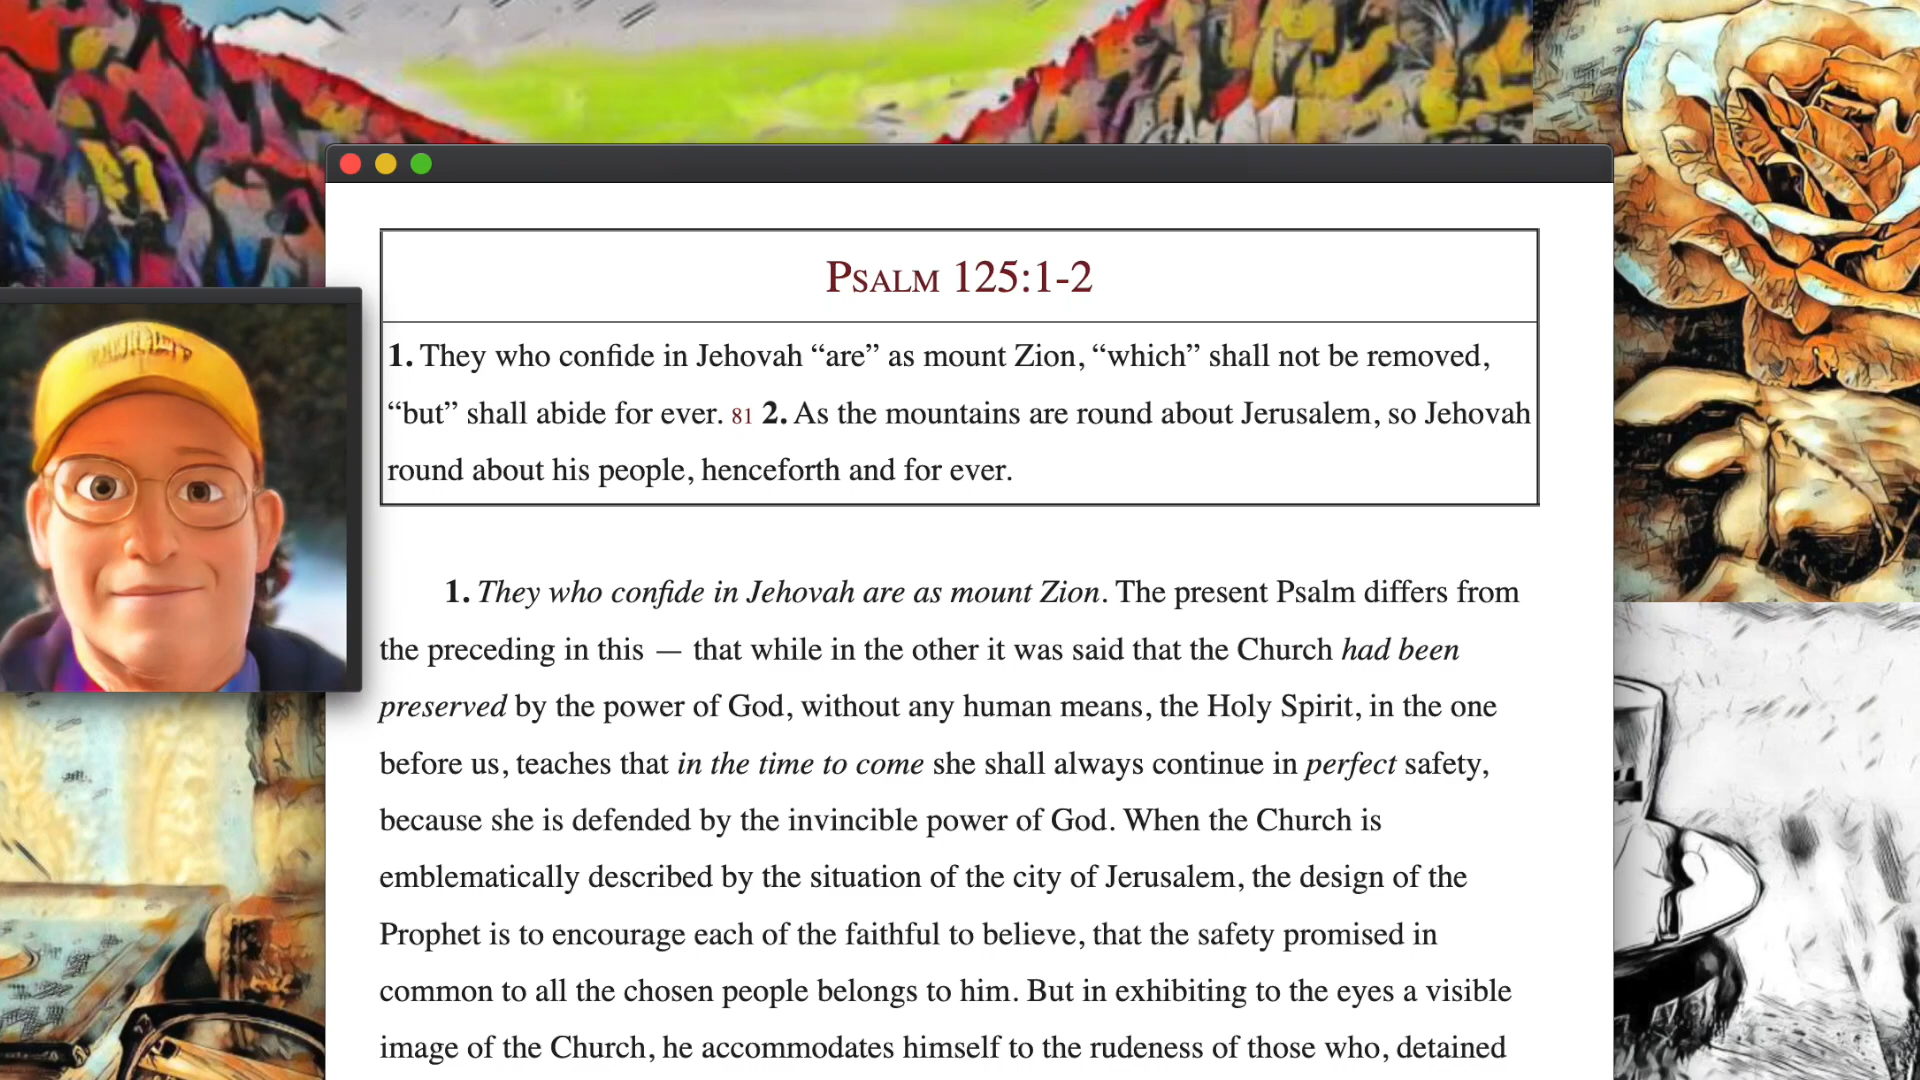 Psalm 125:1-2
1. They who confide in Jehovah “are” as mount Zion, “which” shall not be removed,
“but” shall abide for ever. 81 2. As the mountains are round about Jerusalem, so Jehovah
round about his people, henceforth and for ever.
1. They who confide in Jehovah are as mount Zion. The present Psalm differs from
the preceding in this — that while in the other it was said that the Church had been
preserved by the power of God, without any human means, the Holy Spirit, in the one
before us, teaches that in the time to come she shall always continue in perfect safety,
because she is defended by the invincible power of God. When the Church is
emblematically described by the situation of the city of Jerusalem, the design of the
Prophet is to encourage each of the faithful to believe, that the safety promised in
common to all the chosen people belongs to him. But in exhibiting to the eyes a visible
image of the Church, he accommodates himself to the rudeness of those who, detained